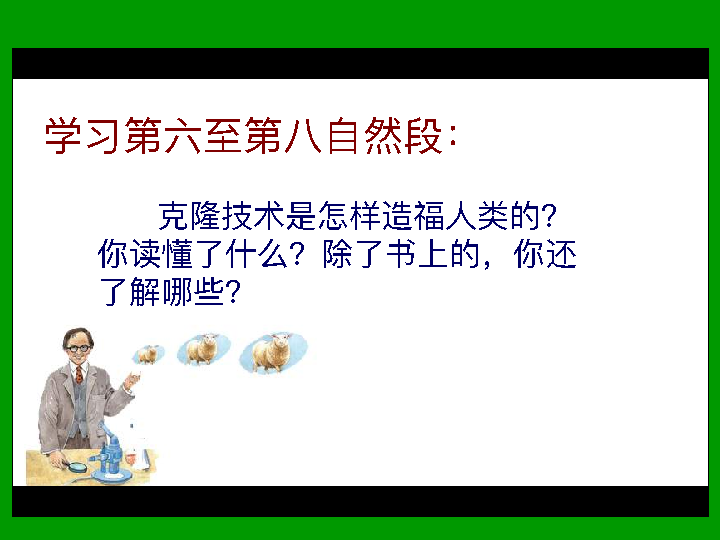 学习第六至第八自然段：
克隆技术是怎样造福人类的？
你读懂了什么？除了书上的，你还
了解哪些？